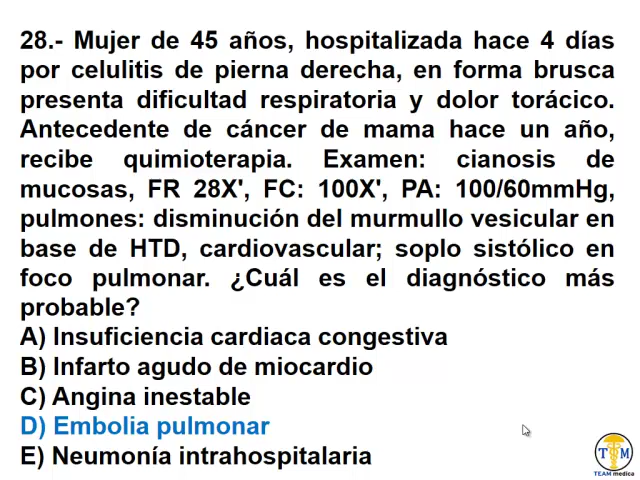 28.- Mujer de 45 años, hospitalizada hace 4 días
por celulitis de pierna derecha, en forma brusca
presenta dificultad respiratoria y dolor torácico.
Antecedente de cáncer de mama hace un año,
recibe quimioterapia. Examen: cianosis de
mucosas, FR 28X', FC: 100X', PA: 100/60mmHg,
pulmones: disminución del murmullo vesicular en
base de HTD, cardiovascular; soplo sistólico en
foco pulmonar. ¿Cuál es el diagnóstico más
probable?
A) Insuficiencia cardiaca congestiva
B) Infarto agudo de miocardio
C) Angina inestable
D) Embolia pulmonar
E) Neumonía intrahospitalaria
T M
TEAM medica